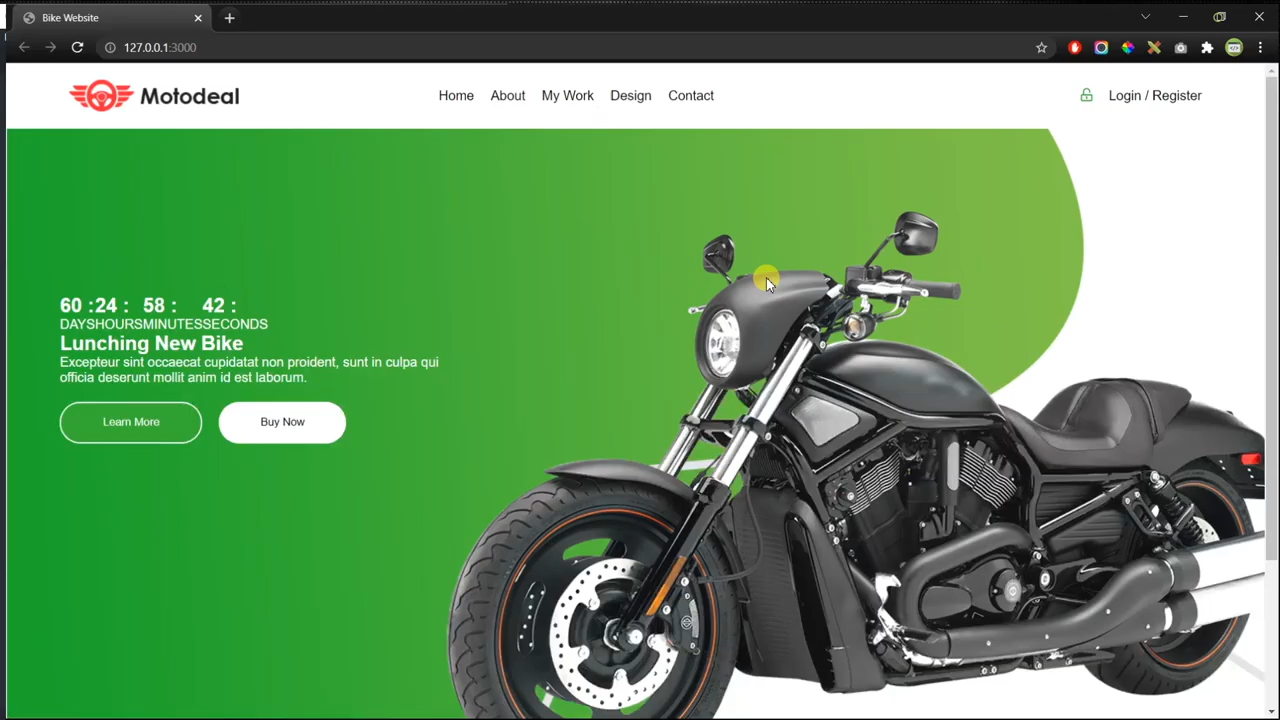 Bike Website
127.0.0.1:3000
Motodeal
Home About My Work Design Contact
Login / Register
60 :24 : 58 : 42 :
DAYSHOURSMINUTESSECONDS
Lunching New Bike
Excepteur sint occaecat cupidatat non proident, sunt in culpa qui
officia deserunt mollit anim id est laborum.
Learn More
Buy Now